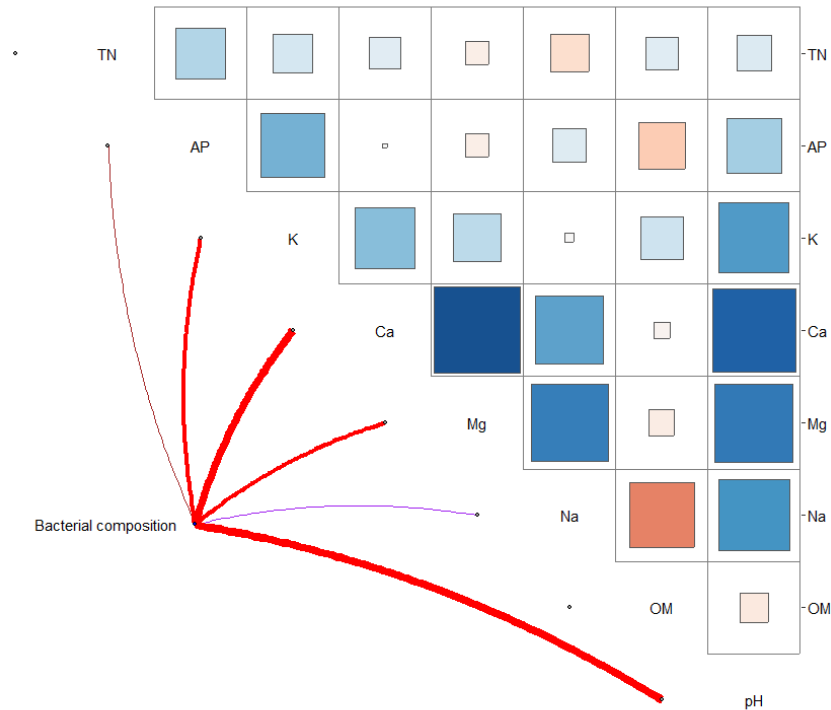 TN
-TN
AP
-AP
K
-K
Ca
-Ca
Mg
-Mg
Bacterial composition
Na
-Na
OM
-OM
pH